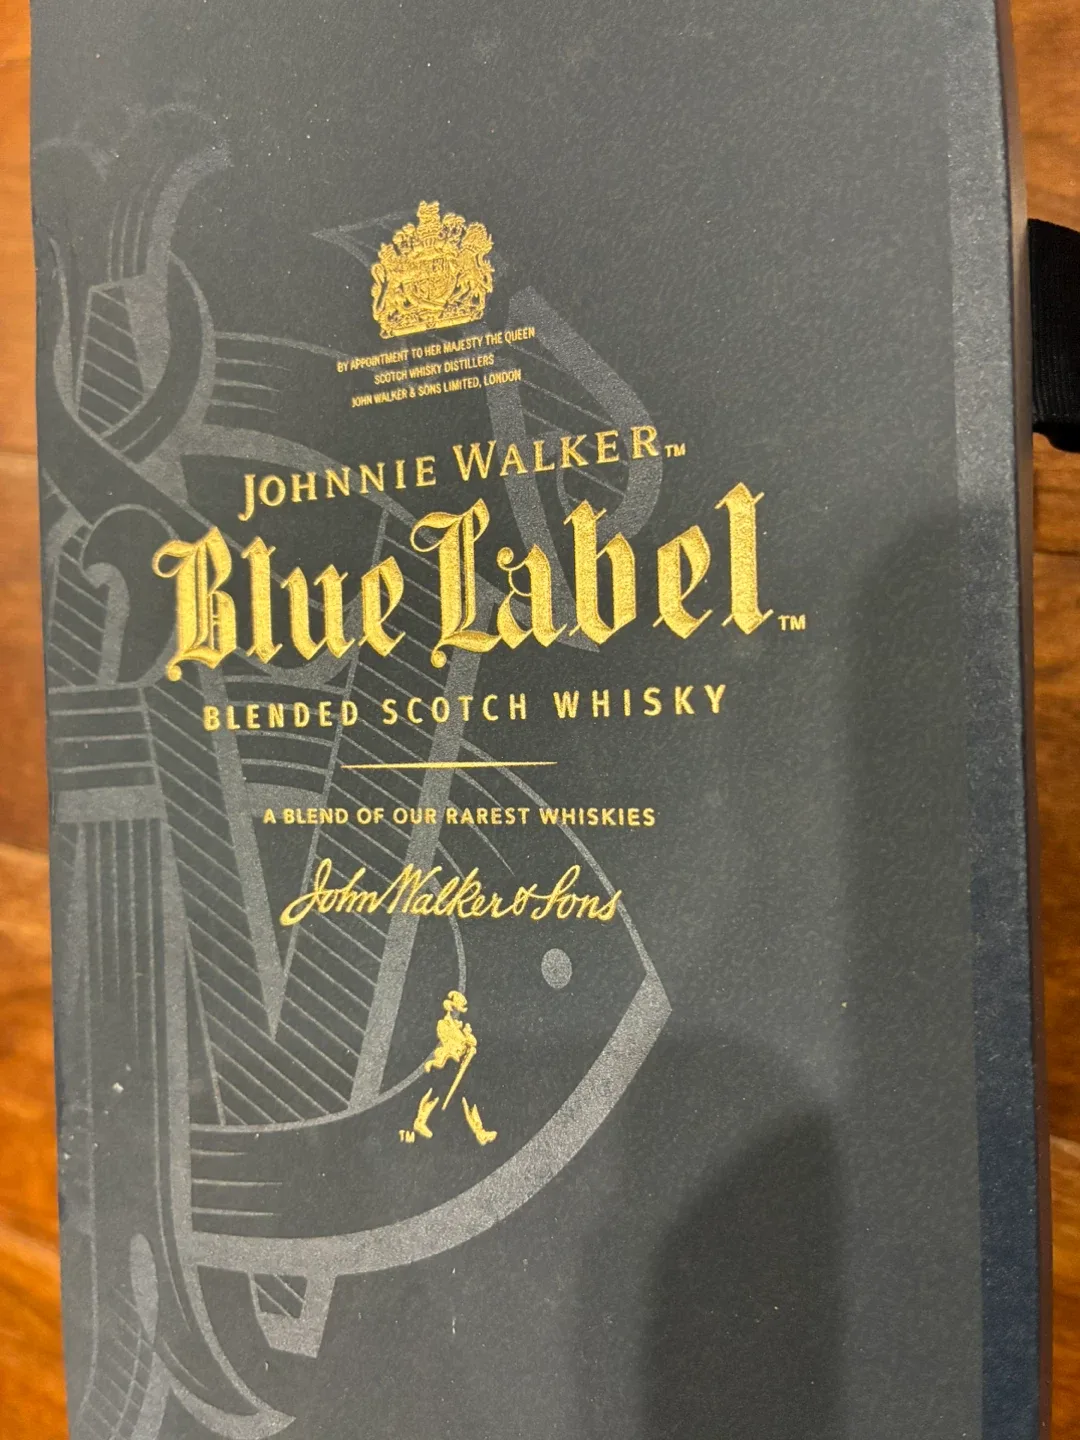 BY APPOINTMENT TO HER MAJESTY THE QUEEN
SCOTCH WHISKY DISTILLERS
JOHN WALKER & SONS LIMITED, LONDON
JOHNNIE WALKER™
Blue Label™
BLENDED SCOTCH WHISKY
A BLEND OF OUR RAREST WHISKIES
John Walker & Sons
TM